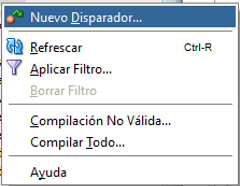 Nuevo Disparador...
Refrescar Ctrl-R
Aplicar Filtro...
Borrar Filtro
Compilación No Válida...
Compilar Todo...
Ayuda